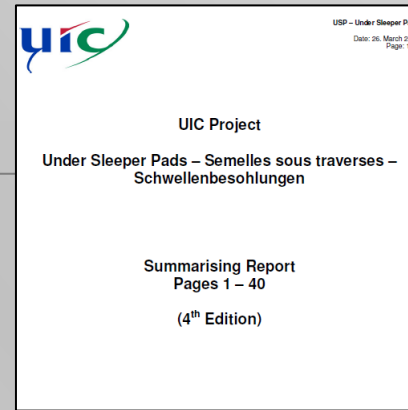 uic
USP – Under Sleeper
Date: 26. March
Page:
UIC Project
Under Sleeper Pads – Semelles sous traverses –
Schwellenbesohlungen
Summarising Report
Pages 1 – 40
(4th Edition)